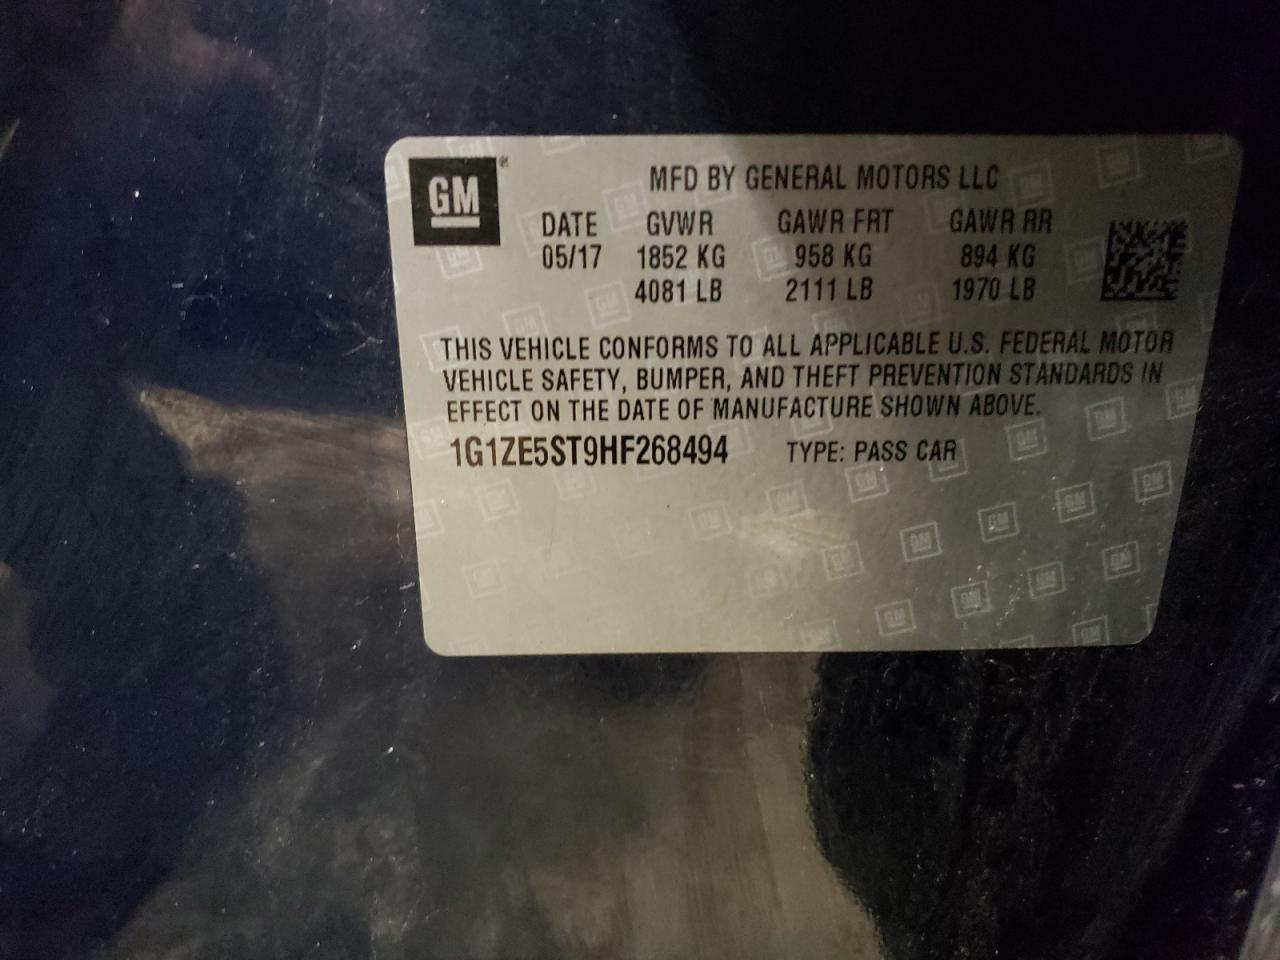 GM®
MFD BY GENERAL MOTORS LLC
DATE GVWR GAWR FRT GAWR RR
05/17 1852 KG 958 KG 894 KG
4081 LB 2111 LB 1970 LB
THIS VEHICLE CONFORMS TO ALL APPLICABLE U.S. FEDERAL MOTOR
VEHICLE SAFETY, BUMPER, AND THEFT PREVENTION STANDARDS IN
EFFECT ON THE DATE OF MANUFACTURE SHOWN ABOVE.
1G1ZE5ST9HF268494 TYPE: PASS CAR